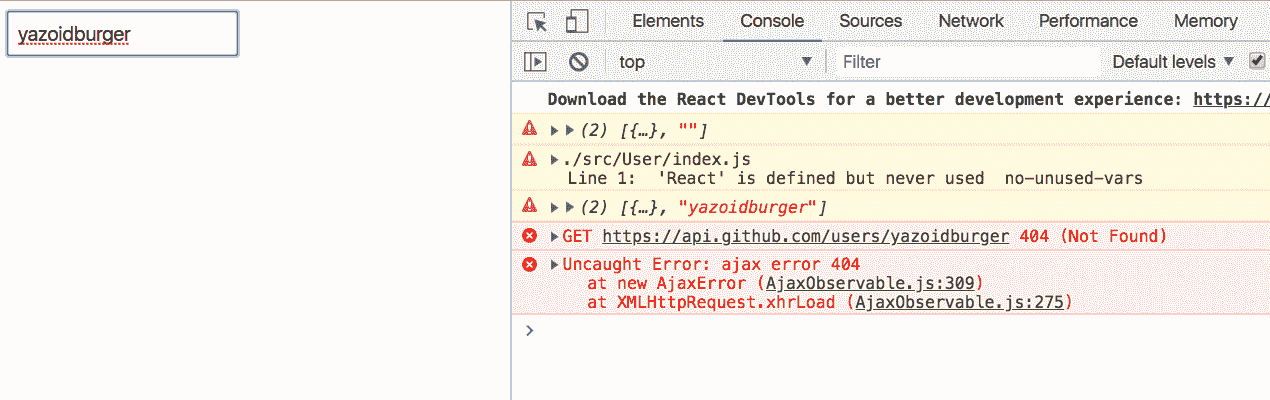 yazoidburger
Elements Console Sources Network Performance Memory
top Filter Default levels
Download the React DevTools for a better development experience: https://
(2) [{…}, ""]
./src/User/index.js
Line 1: 'React' is defined but never used no-unused-vars
(2) [{…}, "yazoidburger"]
GET https://api.github.com/users/yazoidburger 404 (Not Found)
Uncaught Error: ajax error 404
at new AjaxError (AjaxObservable.js:309)
at XMLHttpRequest.xhrLoad (AjaxObservable.js:275)